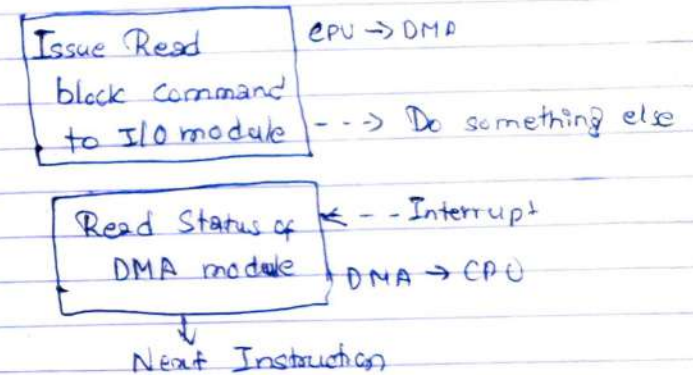 Issue Read CPU → DMA
block command
to I/O module - - -> Do something else
Read Status of <- - - Interrupt
DMA module DMA → CPU
Next Instruction